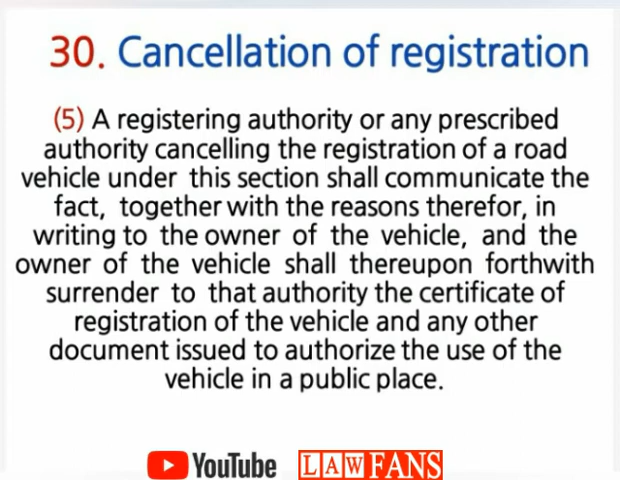 30. Cancellation of registration
(5) A registering authority or any prescribed
authority cancelling the registration of a road
vehicle under this section shall communicate the
fact, together with the reasons therefor, in
writing to the owner of the vehicle, and the
owner of the vehicle shall thereupon forthwith
surrender to that authority the certificate of
registration of the vehicle and any other
document issued to authorize the use of the
vehicle in a public place.
YouTube LAWFANS